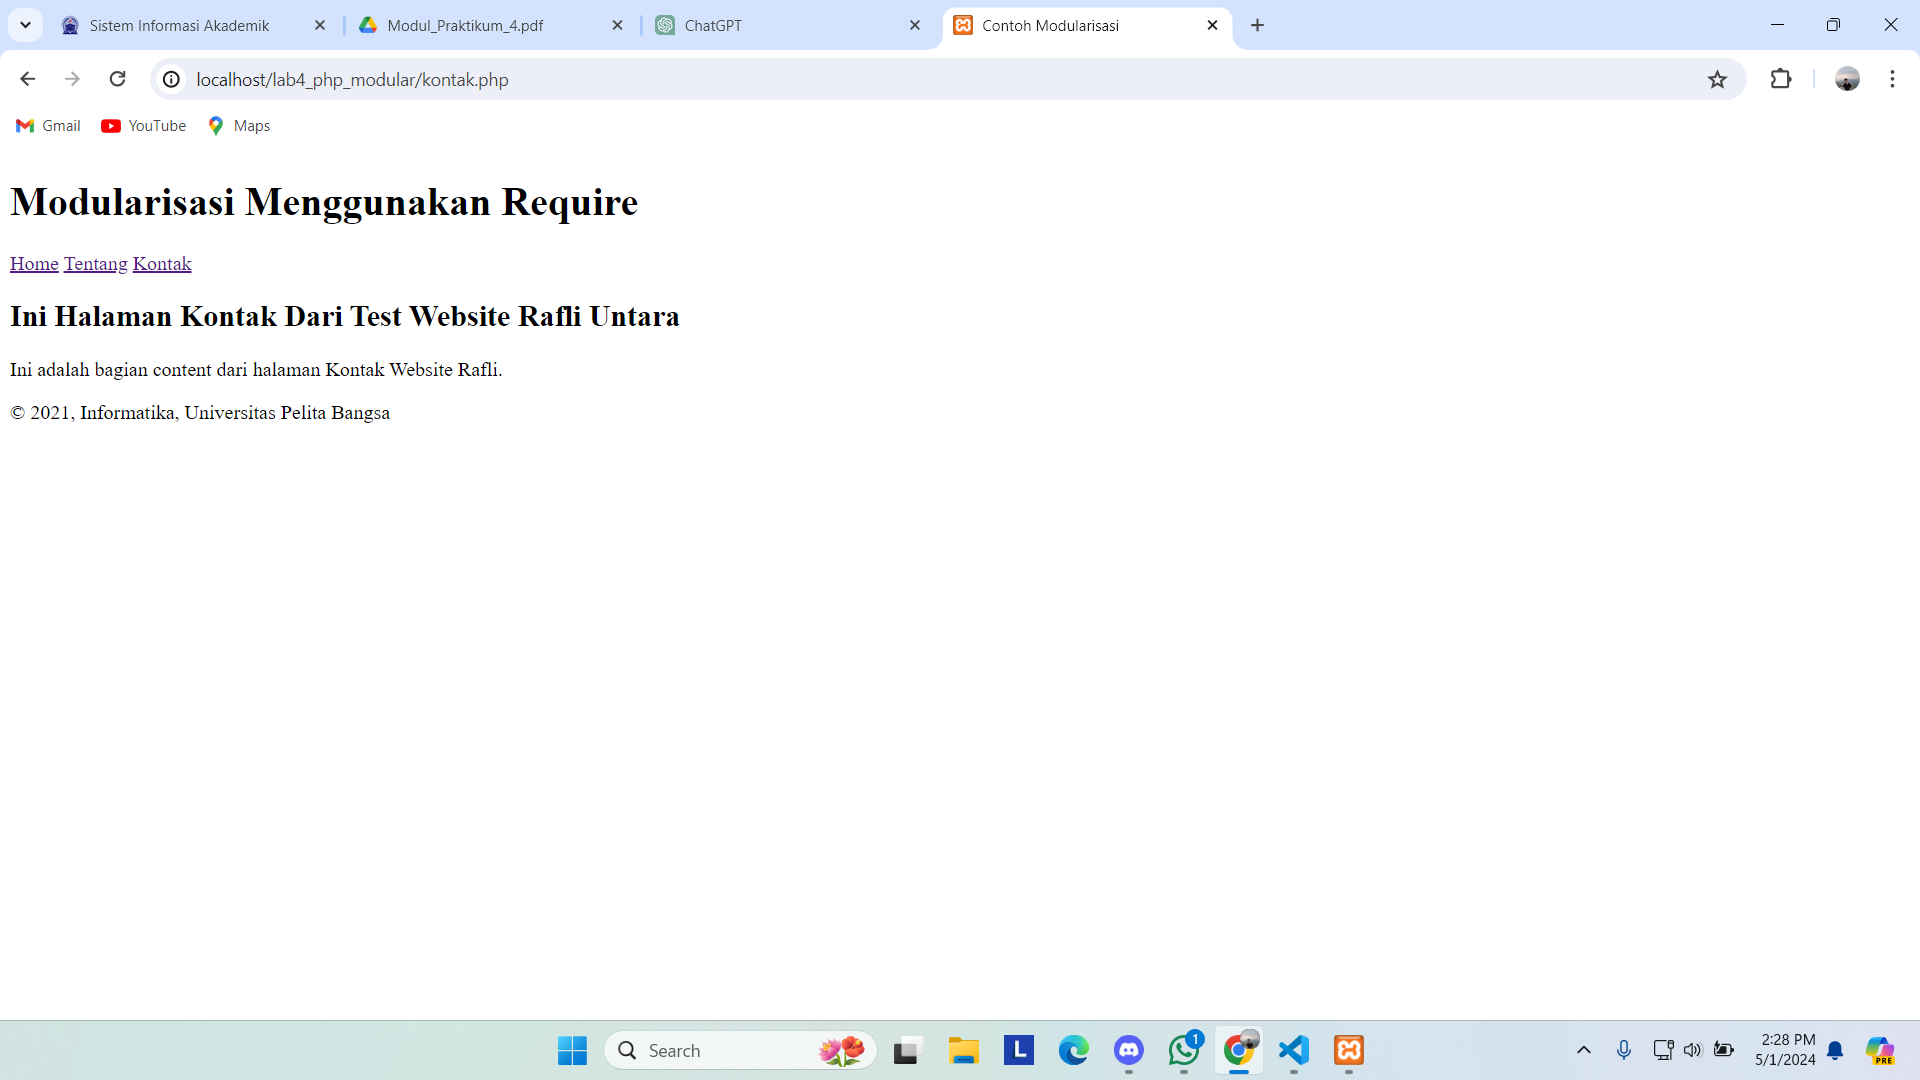 Sistem Informasi Akademik
Modul_Praktikum_4.pdf
ChatGPT
Contoh Modularisasi
localhost/lab4_php_modular/kontak.php
Gmail
YouTube
Maps
Modularisasi Menggunakan Require
Home Tentang Kontak
Ini Halaman Kontak Dari Test Website Rafli Untara
Ini adalah bagian content dari halaman Kontak Website Rafli.
© 2021, Informatika, Universitas Pelita Bangsa
Search
L
1
2:28 PM
5/1/2024
PRE